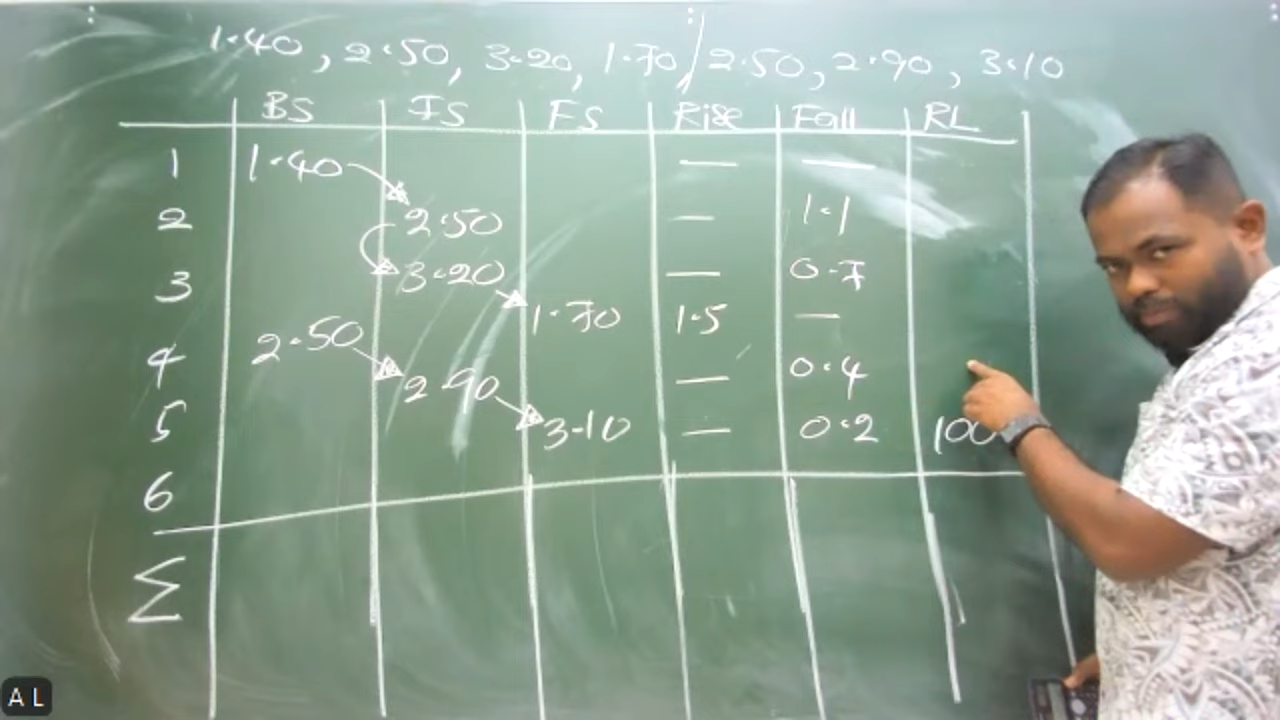 1.40, 2.50, 3.20, 1.70/2.50, 2.90, 3.10
BS IS FS Rise Fall RL
1 1.40 — —
2 2.50 — 1.1
3 3.20 — 0.7
4 2.50 1.70 1.5 —
5 2.90 — 0.4
6 3.10 — 0.2 100
Σ
A L